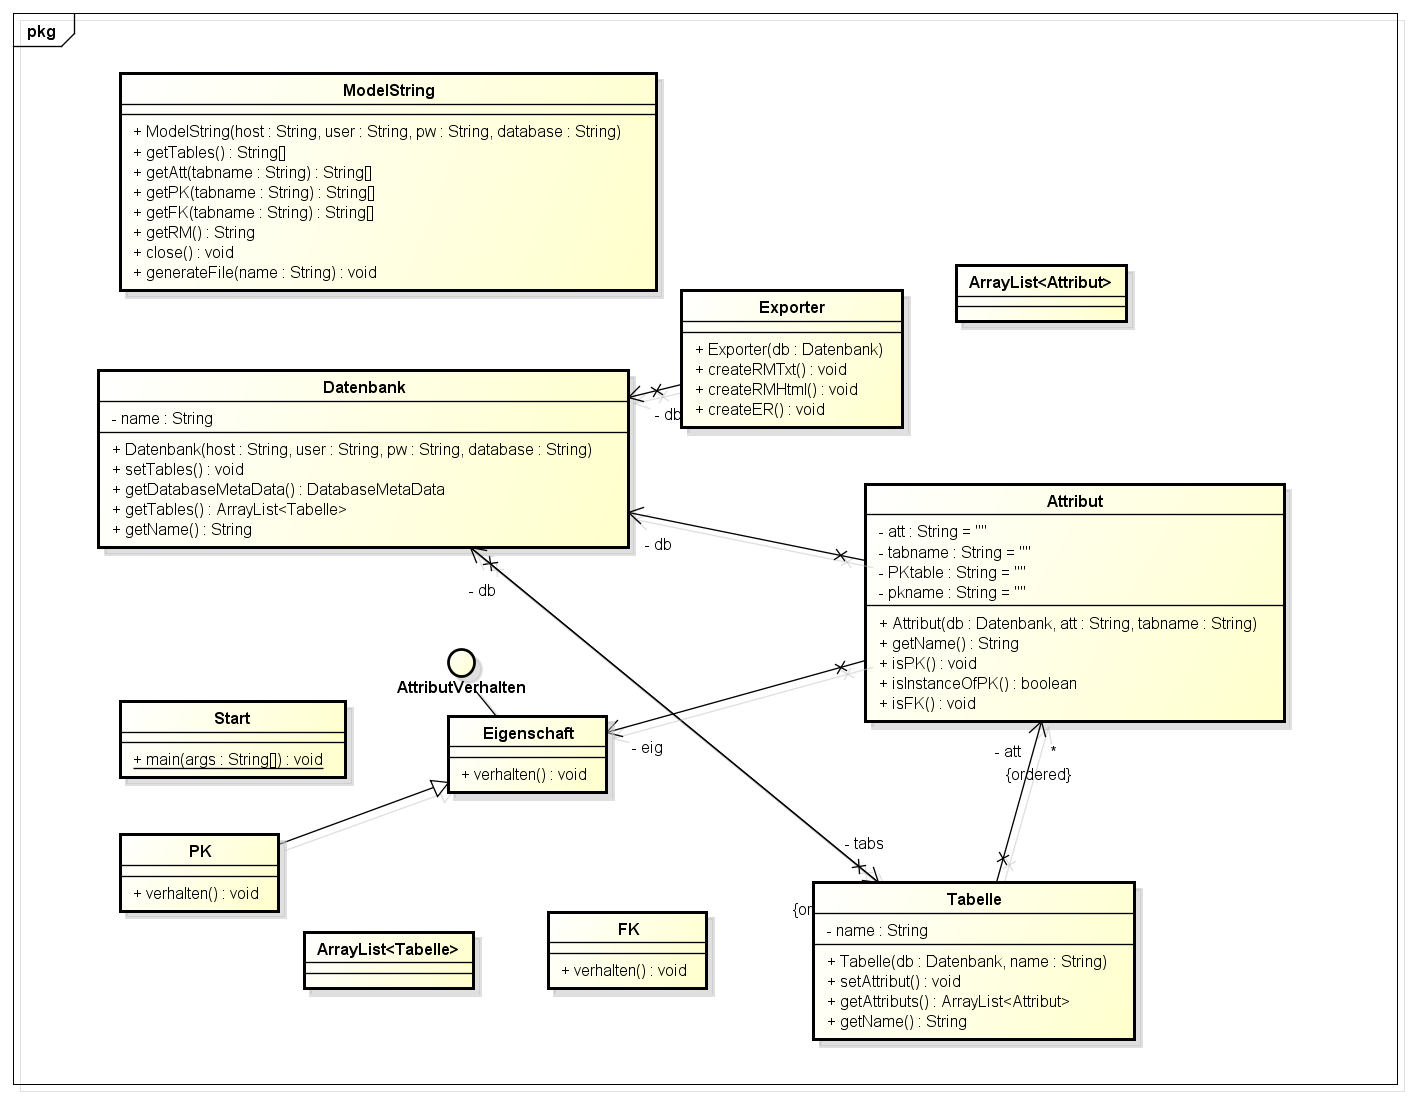 pkg
ModelString
+ ModelString(host : String, user : String, pw : String, database : String)
+ getTables() : String[]
+ getAtt(tabname : String) : String[]
+ getPK(tabname : String) : String[]
+ getFK(tabname : String) : String[]
+ getRM() : String
+ close() : void
+ generateFile(name : String) : void
ArrayList<Attribut>
Exporter
+ Exporter(db : Datenbank)
+ createRMTxt() : void
+ createRMHtml() : void
+ createER() : void
- db
Datenbank
- name : String
+ Datenbank(host : String, user : String, pw : String, database : String)
+ setTables() : void
+ getDatabaseMetaData() : DatabaseMetaData
+ getTables() : ArrayList<Tabelle>
+ getName() : String
- db
- db
Attribut
- att : String = ""
- tabname : String = ""
- PKtable : String = ""
- pkname : String = ""
+ Attribut(db : Datenbank, att : String, tabname : String)
+ getName() : String
+ isPK() : void
+ isInstanceOfPK() : boolean
+ isFK() : void
AttributVerhalten
Eigenschaft
+ verhalten() : void
- eig
- att
*
{ordered}
Start
+ main(args : String[]) : void
PK
+ verhalten() : void
- tabs
{or
ArrayList<Tabelle>
FK
+ verhalten() : void
Tabelle
- name : String
+ Tabelle(db : Datenbank, name : String)
+ setAttribut() : void
+ getAttributs() : ArrayList<Attribut>
+ getName() : String